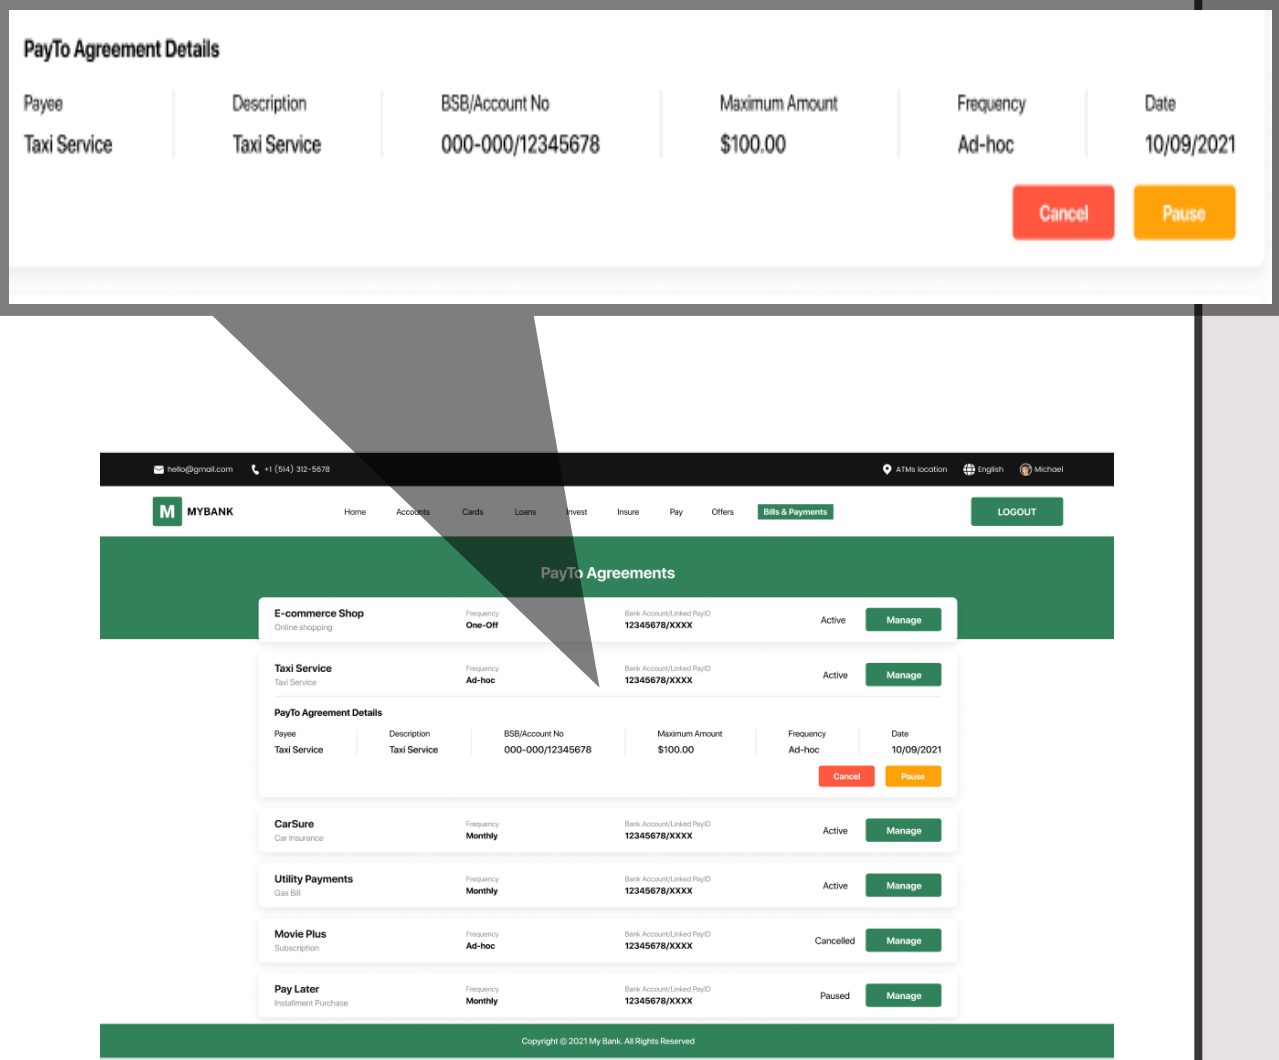 PayTo Agreement Details
Payee Description BSB/Account No Maximum Amount Frequency Date
Taxi Service Taxi Service 000-000/12345678 $100.00 Ad-hoc 10/09/2021
Cancel Pause
hello@gmail.com +1 (514) 312-5678 ATMs location English Michael
M MYBANK Home Accounts Cards Loans Invest Insure Pay Offers Bills & Payments LOGOUT
PayTo Agreements
E-commerce Shop Frequency Bank Account/Linked PayID
Online shopping One-Off 12345678/XXXX Active Manage
Taxi Service Frequency Bank Account/Linked PayID
Taxi Service Ad-hoc 12345678/XXXX Active Manage
PayTo Agreement Details
Payee Description BSB/Account No Maximum Amount Frequency Date
Taxi Service Taxi Service 000-000/12345678 $100.00 Ad-hoc 10/09/2021
Cancel Pause
CarSure Frequency Bank Account/Linked PayID
Car Insurance Monthly 12345678/XXXX Active Manage
Utility Payments Frequency Bank Account/Linked PayID
Gas Bill Monthly 12345678/XXXX Active Manage
Movie Plus Frequency Bank Account/Linked PayID
Subscription Ad-hoc 12345678/XXXX Cancelled Manage
Pay Later Frequency Bank Account/Linked PayID
Installment Purchase Monthly 12345678/XXXX Paused Manage
Copyright © 2021 My Bank. All Rights Reserved